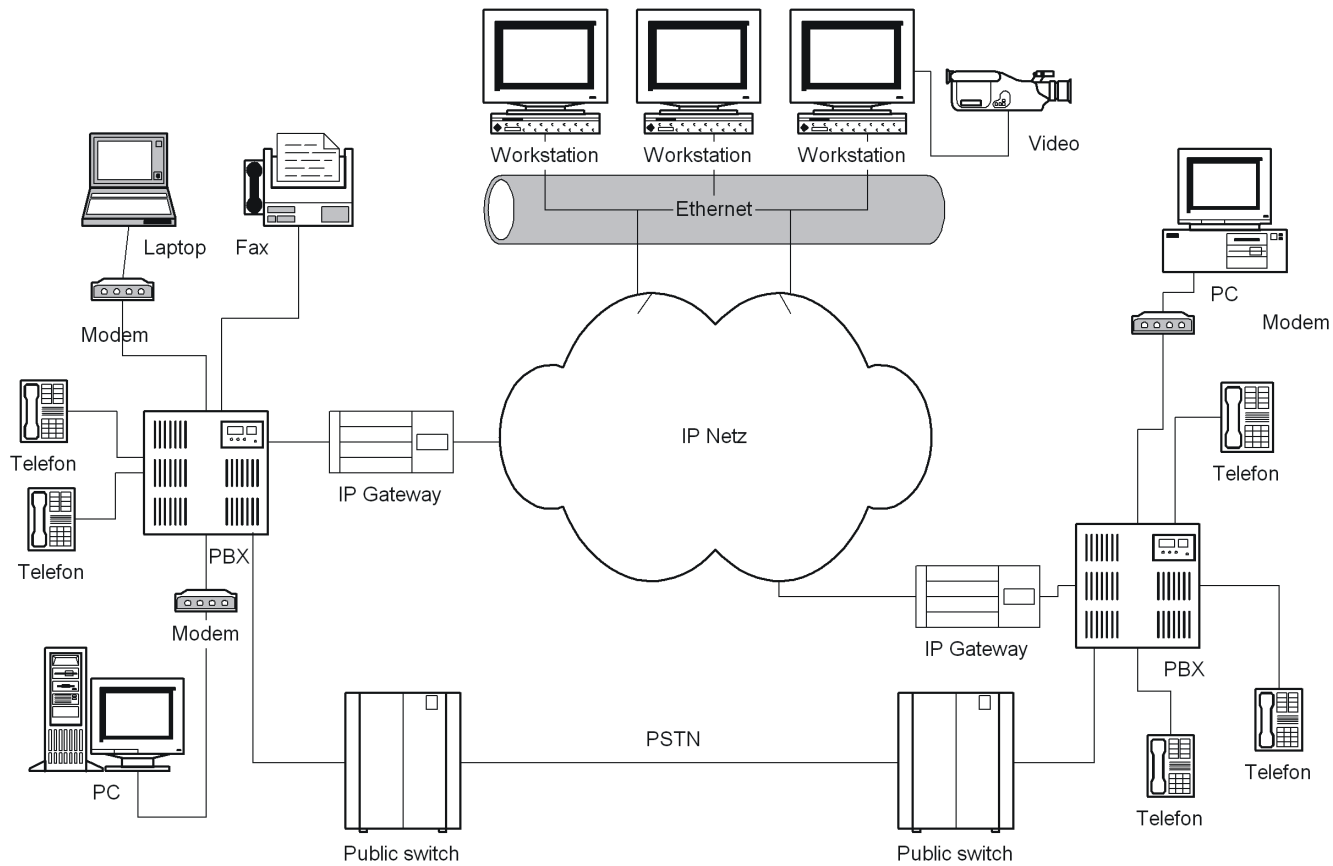 Workstation
Workstation
Workstation
Video
Ethernet
Laptop
Fax
PC
Modem
Modem
Telefon
IP Gateway
IP Netz
Telefon
Telefon
PBX
Modem
IP Gateway
PBX
PSTN
PC
Telefon
Telefon
Public switch
Public switch